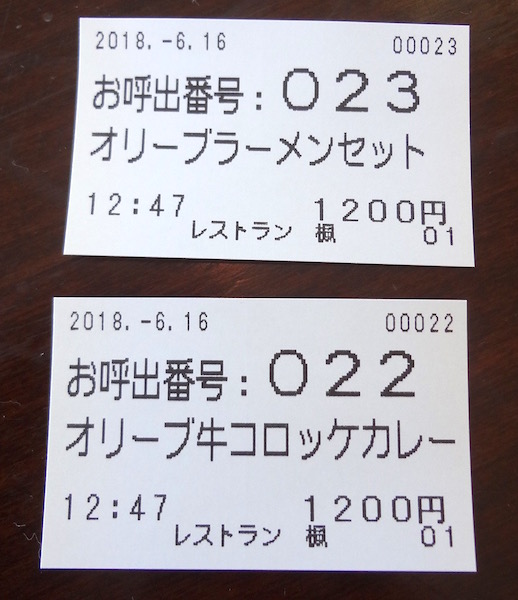 2018.-6.16 00023
お呼出番号:023
オリーブラーメンセット
12:47 1200円
レストラン 楓 01
2018.-6.16 00022
お呼出番号:022
オリーブ牛コロッケカレー
12:47 1200円
レストラン 楓 01